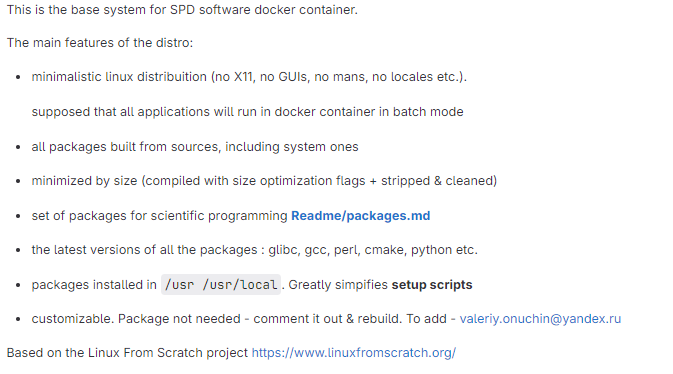 This is the base system for SPD software docker container.
The main features of the distro:
minimalistic linux distribuition (no X11, no GUIs, no mans, no locales etc.).
supposed that all applications will run in docker container in batch mode
all packages built from sources, including system ones
minimized by size (compiled with size optimization flags + stripped & cleaned)
set of packages for scientific programming Readme/packages.md
the latest versions of all the packages : glibc, gcc, perl, cmake, python etc.
packages installed in /usr /usr/local . Greatly simpifies setup scripts
customizable. Package not needed - comment it out & rebuild. To add - valeriy.onuchin@yandex.ru
Based on the Linux From Scratch project https://www.linuxfromscratch.org/